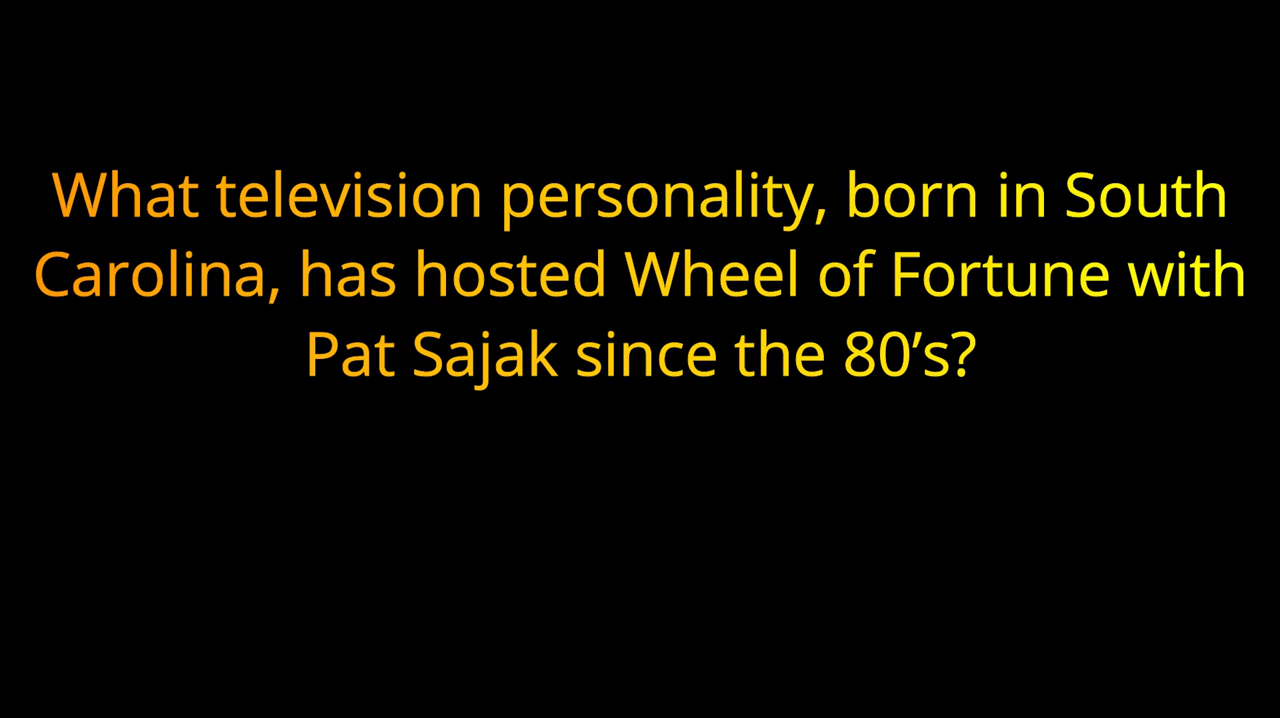 What television personality, born in South
Carolina, has hosted Wheel of Fortune with
Pat Sajak since the 80’s?